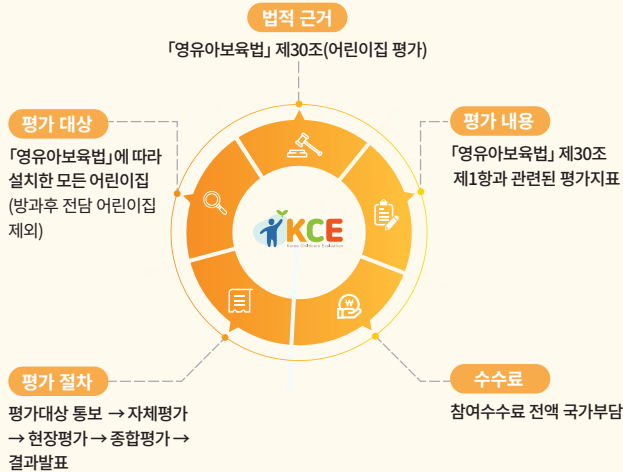 법적 근거
「영유아보육법」 제30조(어린이집 평가)
평가 대상
「영유아보육법」에 따라
설치한 모든 어린이집
(방과후 전담 어린이집
제외)
평가 내용
「영유아보육법」 제30조
제1항과 관련된 평가지표
KCE
Korea Childcare Evaluation
평가 절차
평가대상 통보 → 자체평가
→ 현장평가 → 종합평가 →
결과발표
수수료
참여수수료 전액 국가부담
₩